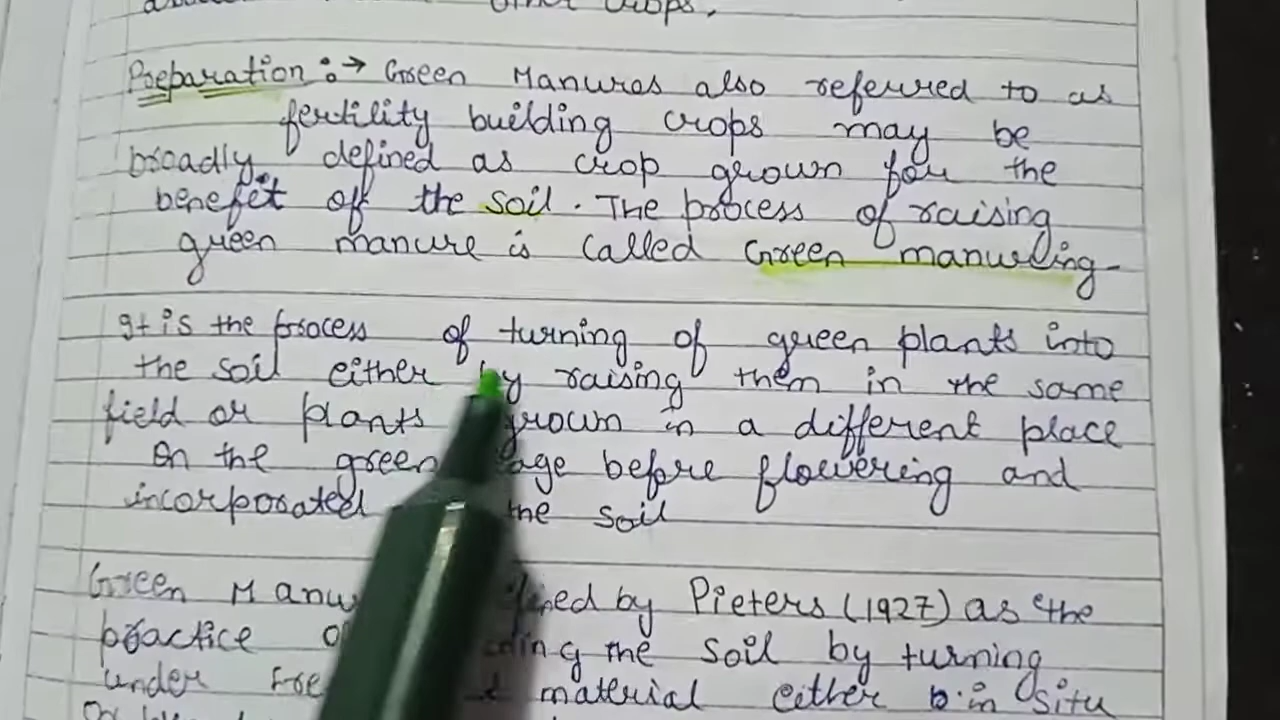 other crops.
Preparation :→ Green Manures also referred to as
fertility building crops may be
broadly defined as crop grown for the
benefit off the soil. The process of raising
green manure is called Green manuring
It is the process of turning of green plants into
the soil either by raising them in the same
field or plants grown in a different place
On the green before flowering and
incorporated the soil
Green by Pieters (1927) as "the
practice the soil by turning
under material either b.in situ